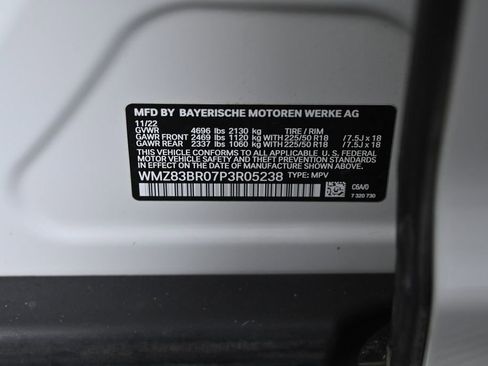 MFD BY BAYERISCHE MOTOREN WERKE AG
11/22
GVWR 4696 lbs 2130 kg TIRE / RIM
GAWR FRONT 2469 lbs 1120 kg WITH 225/50 R18 /7.5J x 18
GAWR REAR 2337 lbs 1060 kg WITH 225/50 R18 /7.5J x 18
THIS VEHICLE CONFORMS TO ALL APPLICABLE U. S. FEDERAL
MOTOR VEHICLE SAFETY, BUMPER, AND THEFT PREVENTION
STANDARDS IN EFFECT ON THE DATE OF MANUFACTURE SHOWN ABOVE.
WMZ83BR07P3R05238 TYPE: MPV
C6A/0
7 320 730